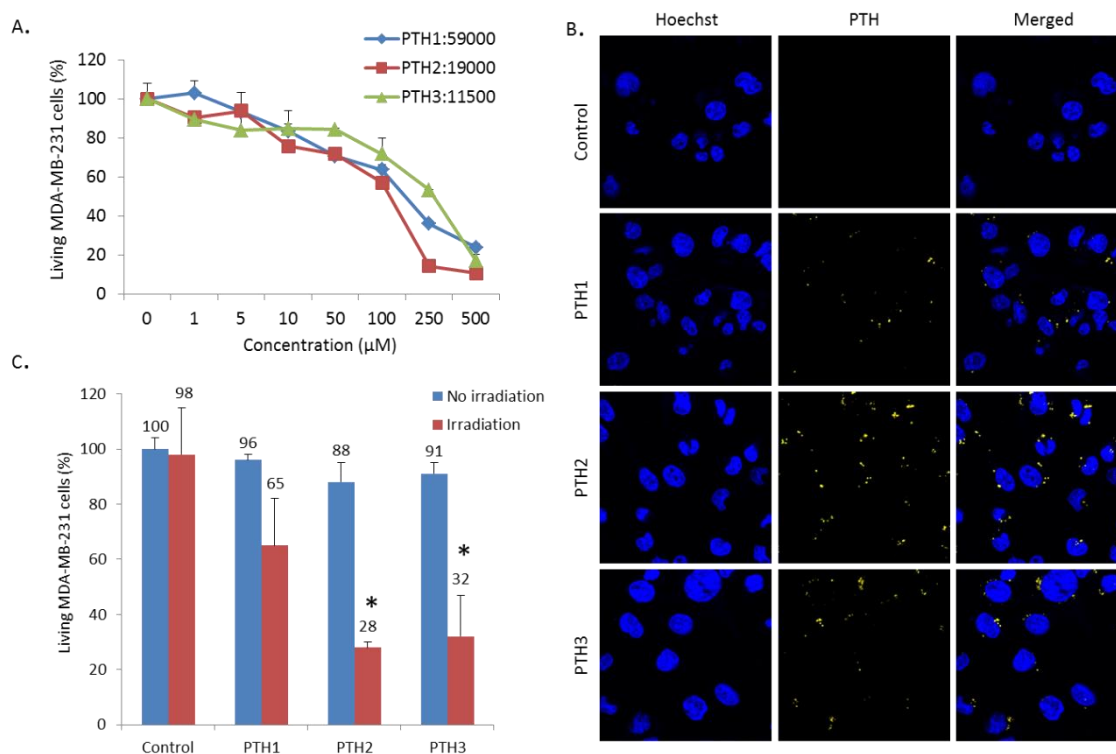 A.
PTH1:59000
PTH2:19000
PTH3:11500
120
100
80
60
40
20
0
Living MDA-MB-231 cells (%)
0 1 5 10 50 100 250 500
Concentration (µM)
B.
Hoechst PTH Merged
Control
PTH1
PTH2
PTH3
C.
No irradiation
Irradiation
120
100
80
60
40
20
0
Living MDA-MB-231 cells (%)
100 98 96 65 88 * 28 91 * 32
Control PTH1 PTH2 PTH3